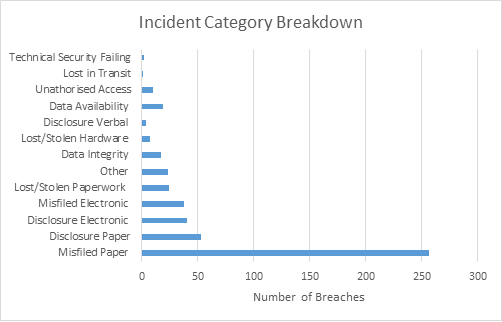 Incident Category Breakdown
Technical Security Failing
Lost in Transit
Unathorised Access
Data Availability
Disclosure Verbal
Lost/Stolen Hardware
Data Integrity
Other
Lost/Stolen Paperwork
Misfiled Electronic
Disclosure Electronic
Disclosure Paper
Misfiled Paper
0 50 100 150 200 250 300
Number of Breaches